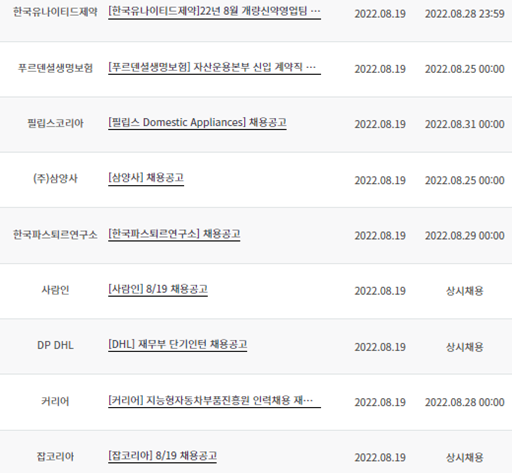 한국유나이티드제약 [한국유나이티드제약]22년 8월 개량신약영업팀 ··· 2022.08.19 2022.08.28 23:59
푸르덴셜생명보험 [푸르덴셜생명보험] 자산운용본부 신입 계약직 ··· 2022.08.19 2022.08.25 00:00
필립스코리아 [필립스 Domestic Appliances] 채용공고 2022.08.19 2022.08.31 00:00
(주)삼양사 [삼양사] 채용공고 2022.08.19 2022.08.25 00:00
한국파스퇴르연구소 [한국파스퇴르연구소] 채용공고 2022.08.19 2022.08.29 00:00
사람인 [사람인] 8/19 채용공고 2022.08.19 상시채용
DP DHL [DHL] 재무부 단기인턴 채용공고 2022.08.19 상시채용
커리어 [커리어] 지능형자동차부품진흥원 인력채용 재··· 2022.08.19 2022.08.28 00:00
잡코리아 [잡코리아] 8/19 채용공고 2022.08.19 상시채용